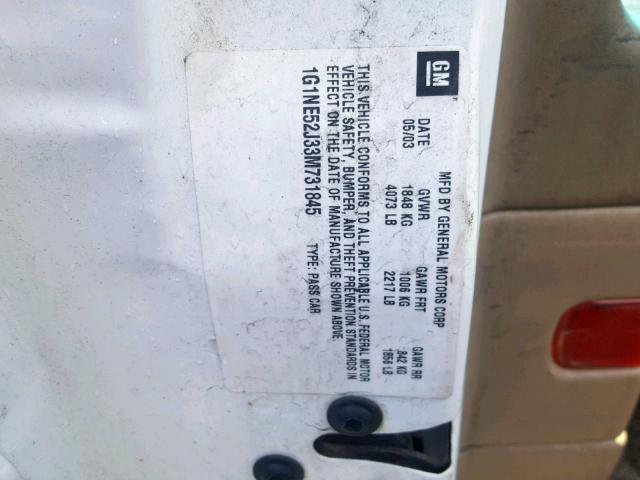 GM
MFD BY GENERAL MOTORS CORP
DATE GVWR GAWR FRT GAWR RR
05/03 1848 KG 1006 KG 842 KG
4073 LB 2217 LB 1856 LB
THIS VEHICLE CONFORMS TO ALL APPLICABLE U.S. FEDERAL MOTOR
VEHICLE SAFETY, BUMPER, AND THEFT PREVENTION STANDARDS IN
EFFECT ON THE DATE OF MANUFACTURE SHOWN ABOVE.
1G1NE52J33M731845 TYPE: PASS CAR